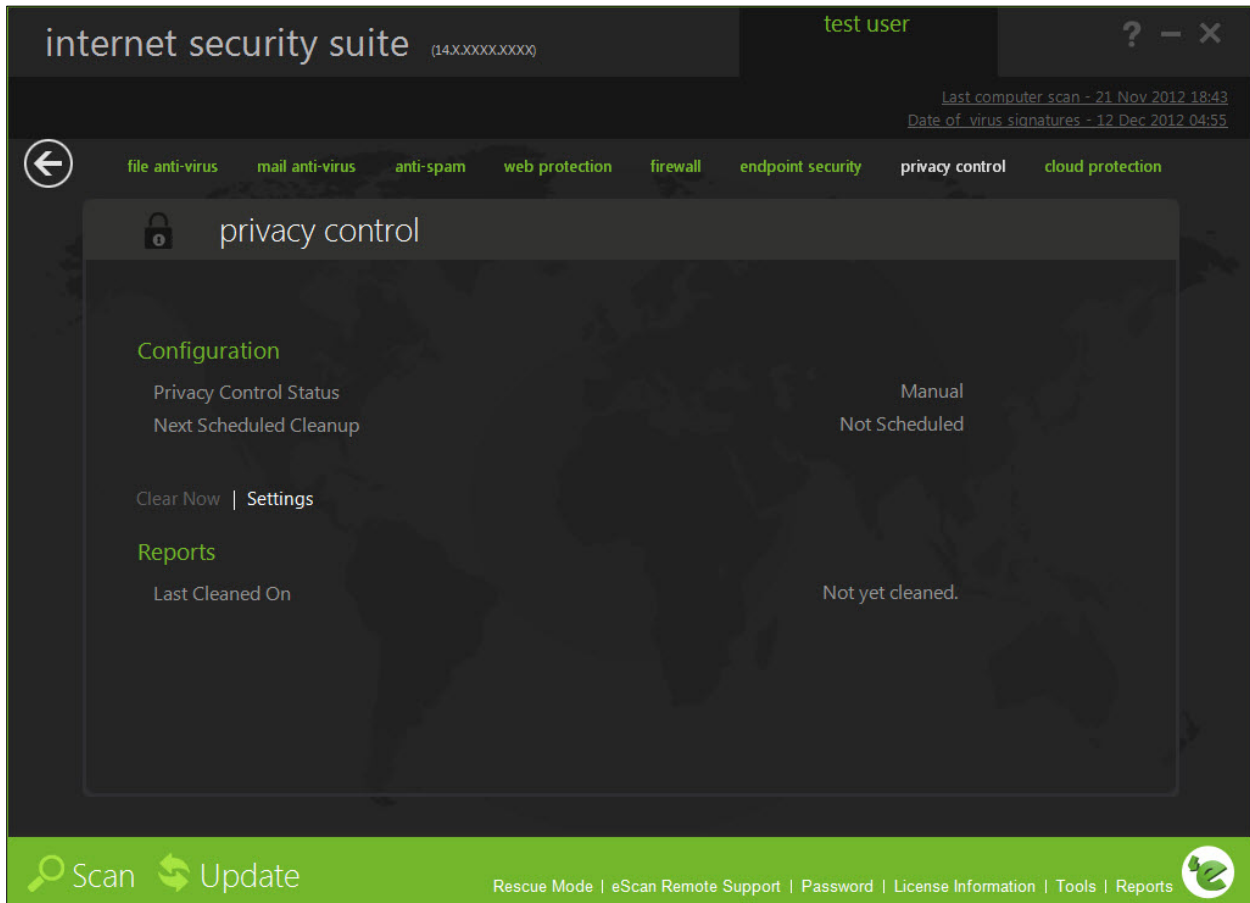 internet security suite (14.X.XXXX.XXXX)
test user
? – ×
Last computer scan - 21 Nov 2012 18:43
Date of virus signatures - 12 Dec 2012 04:55
file anti-virus mail anti-virus anti-spam web protection firewall endpoint security privacy control cloud protection
privacy control
Configuration
Privacy Control Status Manual
Next Scheduled Cleanup Not Scheduled
Clear Now | Settings
Reports
Last Cleaned On Not yet cleaned.
Scan Update Rescue Mode | eScan Remote Support | Password | License Information | Tools | Reports